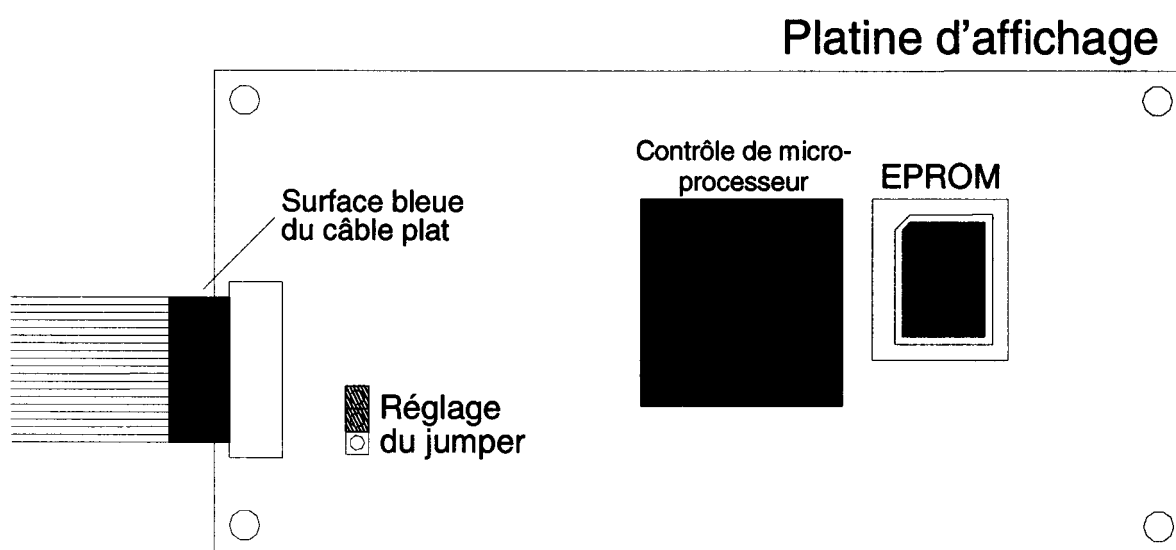 Platine d'affichage
Contrôle de micro-
processeur
EPROM
Surface bleue
du câble plat
Réglage
du jumper